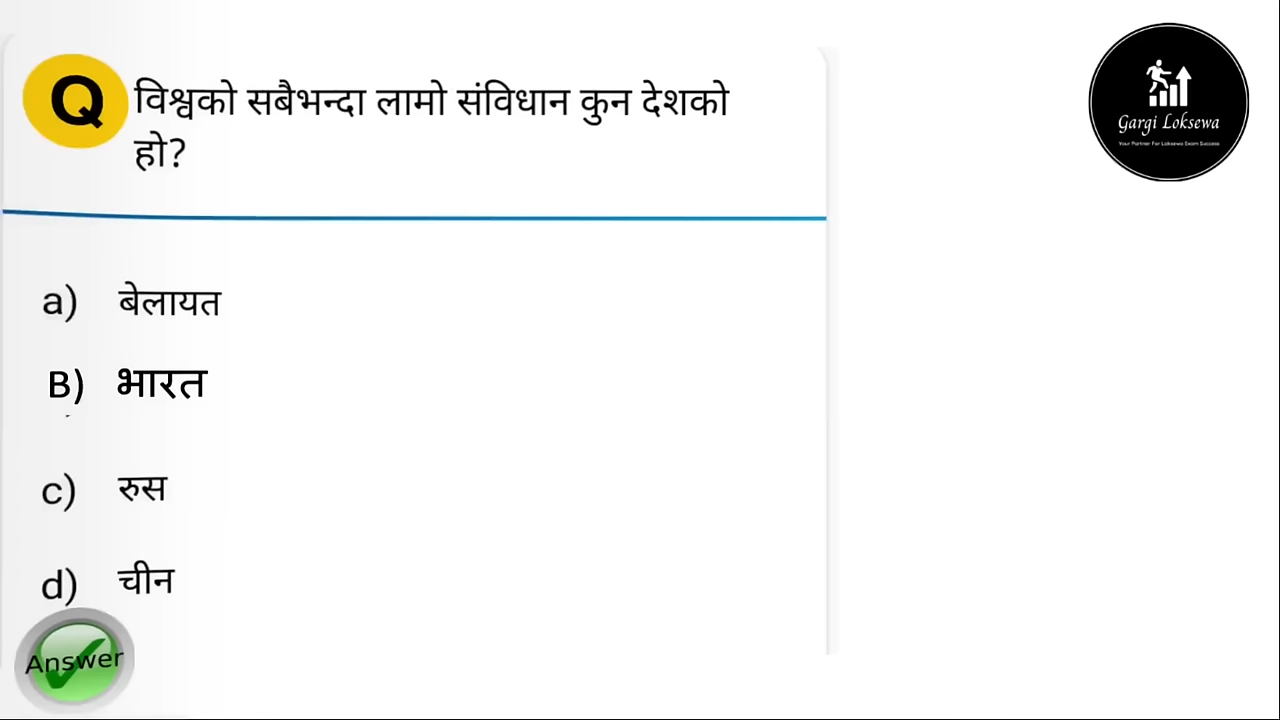 Q
विश्वको सबैभन्दा लामो संविधान कुन देशको
हो?
Gargi Loksewa
Your Partner For Loksewa Exam Success
a) बेलायत
B) भारत
c) रुस
d) चीन
Answer